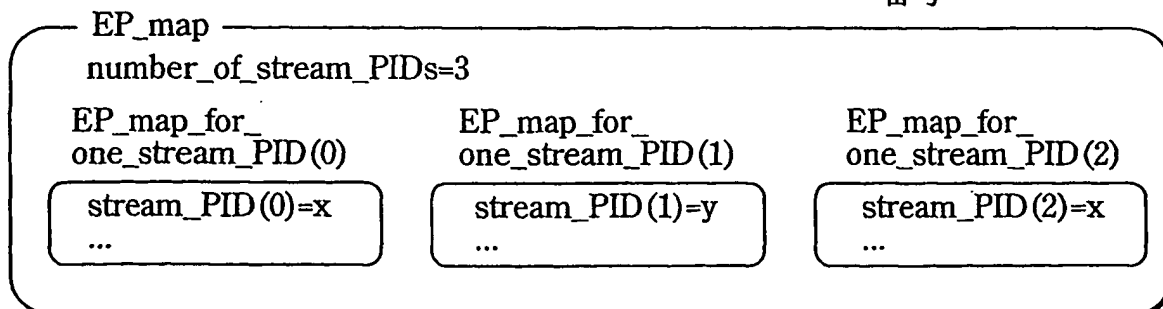 EP_map
number_of_stream_PIDs=3
EP_map_for_
one_stream_PID(0)
stream_PID(0)=x
...
EP_map_for_
one_stream_PID(1)
stream_PID(1)=y
...
EP_map_for_
one_stream_PID(2)
stream_PID(2)=x
...